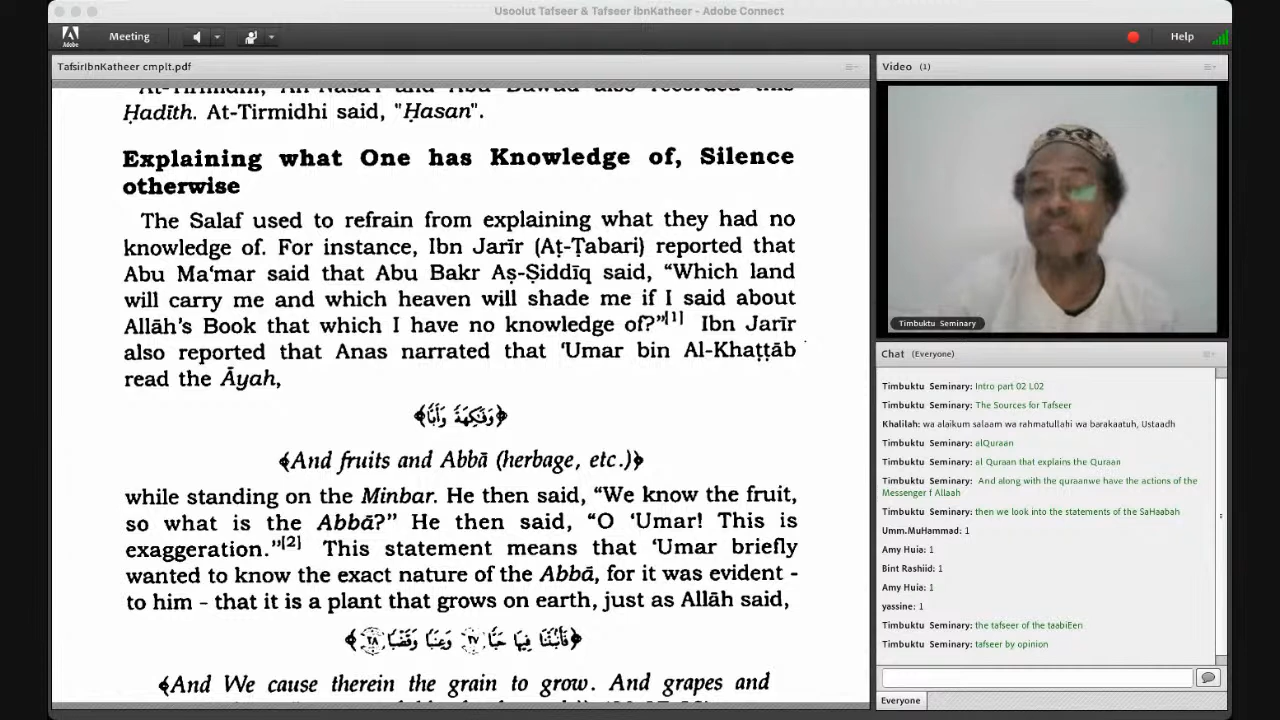 Usoolut Tafseer & Tafseer ibnKatheer - Adobe Connect
Adobe
Meeting
Help
TafsirIbnKatheer cmplt.pdf
At-Tirmidhi, An-Nasa'i and Abu Dawud also recorded this
Ḥadīth. At-Tirmidhi said, "Ḥasan".
Explaining what One has Knowledge of, Silence
otherwise
The Salaf used to refrain from explaining what they had no
knowledge of. For instance, Ibn Jarīr (Aṭ-Ṭabari) reported that
Abu Ma‘mar said that Abu Bakr Aṣ-Ṣiddīq said, “Which land
will carry me and which heaven will shade me if I said about
Allāh’s Book that which I have no knowledge of?”[1] Ibn Jarīr
also reported that Anas narrated that ‘Umar bin Al-Khaṭṭāb
read the Āyah,
﴿وَفَٰكِهَةً وَأَبًّا﴾
﴾And fruits and Abbā (herbage, etc.)﴿
while standing on the Minbar. He then said, “We know the fruit,
so what is the Abbā?” He then said, “O ‘Umar! This is
exaggeration.”[2] This statement means that ‘Umar briefly
wanted to know the exact nature of the Abbā, for it was evident -
to him - that it is a plant that grows on earth, just as Allāh said,
﴿فَأَنۢبَتْنَا فِيهَا حَبًّا ٢٧ وَعِنَبًا وَقَضْبًا ٢٨﴾
﴾And We cause therein the grain to grow. And grapes and
Video (1)
Timbuktu Seminary
Chat (Everyone)
Timbuktu Seminary: Intro part 02 L02
Timbuktu Seminary: The Sources for Tafseer
Khalilah: wa alaikum salaam wa rahmatullahi wa barakaatuh, Ustaadh
Timbuktu Seminary: alQuraan
Timbuktu Seminary: al Quraan that explains the Quraan
Timbuktu Seminary: And along with the quraanwe have the actions of the
Messenger f Allaah
Timbuktu Seminary: then we look into the statements of the SaHaabah
Umm.MuHammad: 1
Amy Huia: 1
Bint Rashiid: 1
Amy Huia: 1
yassine: 1
Timbuktu Seminary: the tafseer of the taabiEen
Timbuktu Seminary: tafseer by opinion
Everyone